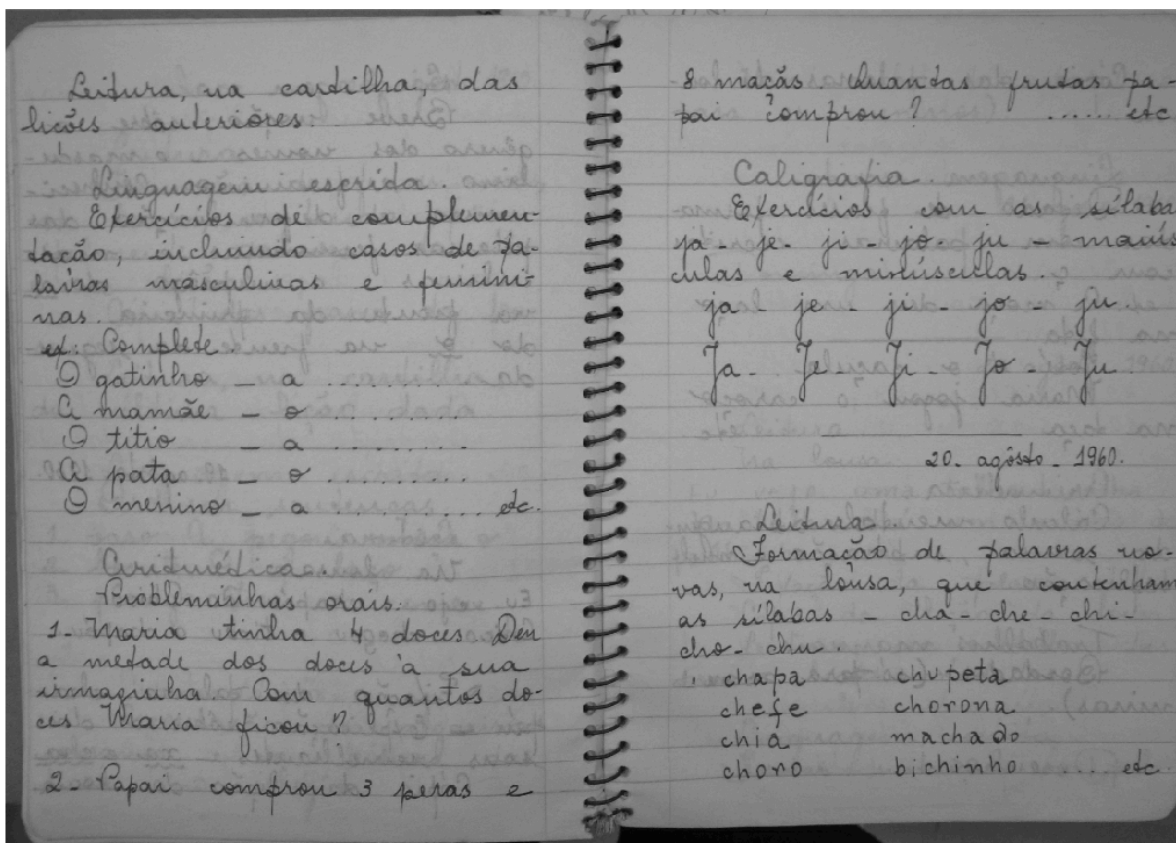 Leitura, na cartilha, das
lições anteriores.
Linguagem escrita.
Exercícios de complemen-
tação, incluindo casos de pa-
lavras masculinas e femini-
nas.
ex: Complete
O gatinho - a ............
A mamãe - o ............
O titio - a ............
A pata - o ............
O menino - a ............ etc.
Aritmética
Probleminhas orais.
1- Maria tinha 4 doces. Deu
a metade dos doces à sua
irmãzinha. Com quantos do-
ces Maria ficou?
2- Papai comprou 3 peras e
8 maçãs. Quantas frutas pa-
pai comprou? ...... etc
Caligrafia.
Exercícios com as sílabas
ja- je- ji- jo- ju - maiús
culas e minúsculas.
ja- je- ji- jo- ju
Ja- Je- Ji- Jo- Ju
20- agôsto- 1960.
Leitura
Formação de palavras no-
vas, na lousa, que contenham
as sílabas - cha- che- chi-
cho- chu.
chapa chupeta
chefe chorona
chia machado
choro bichinho .... etc.